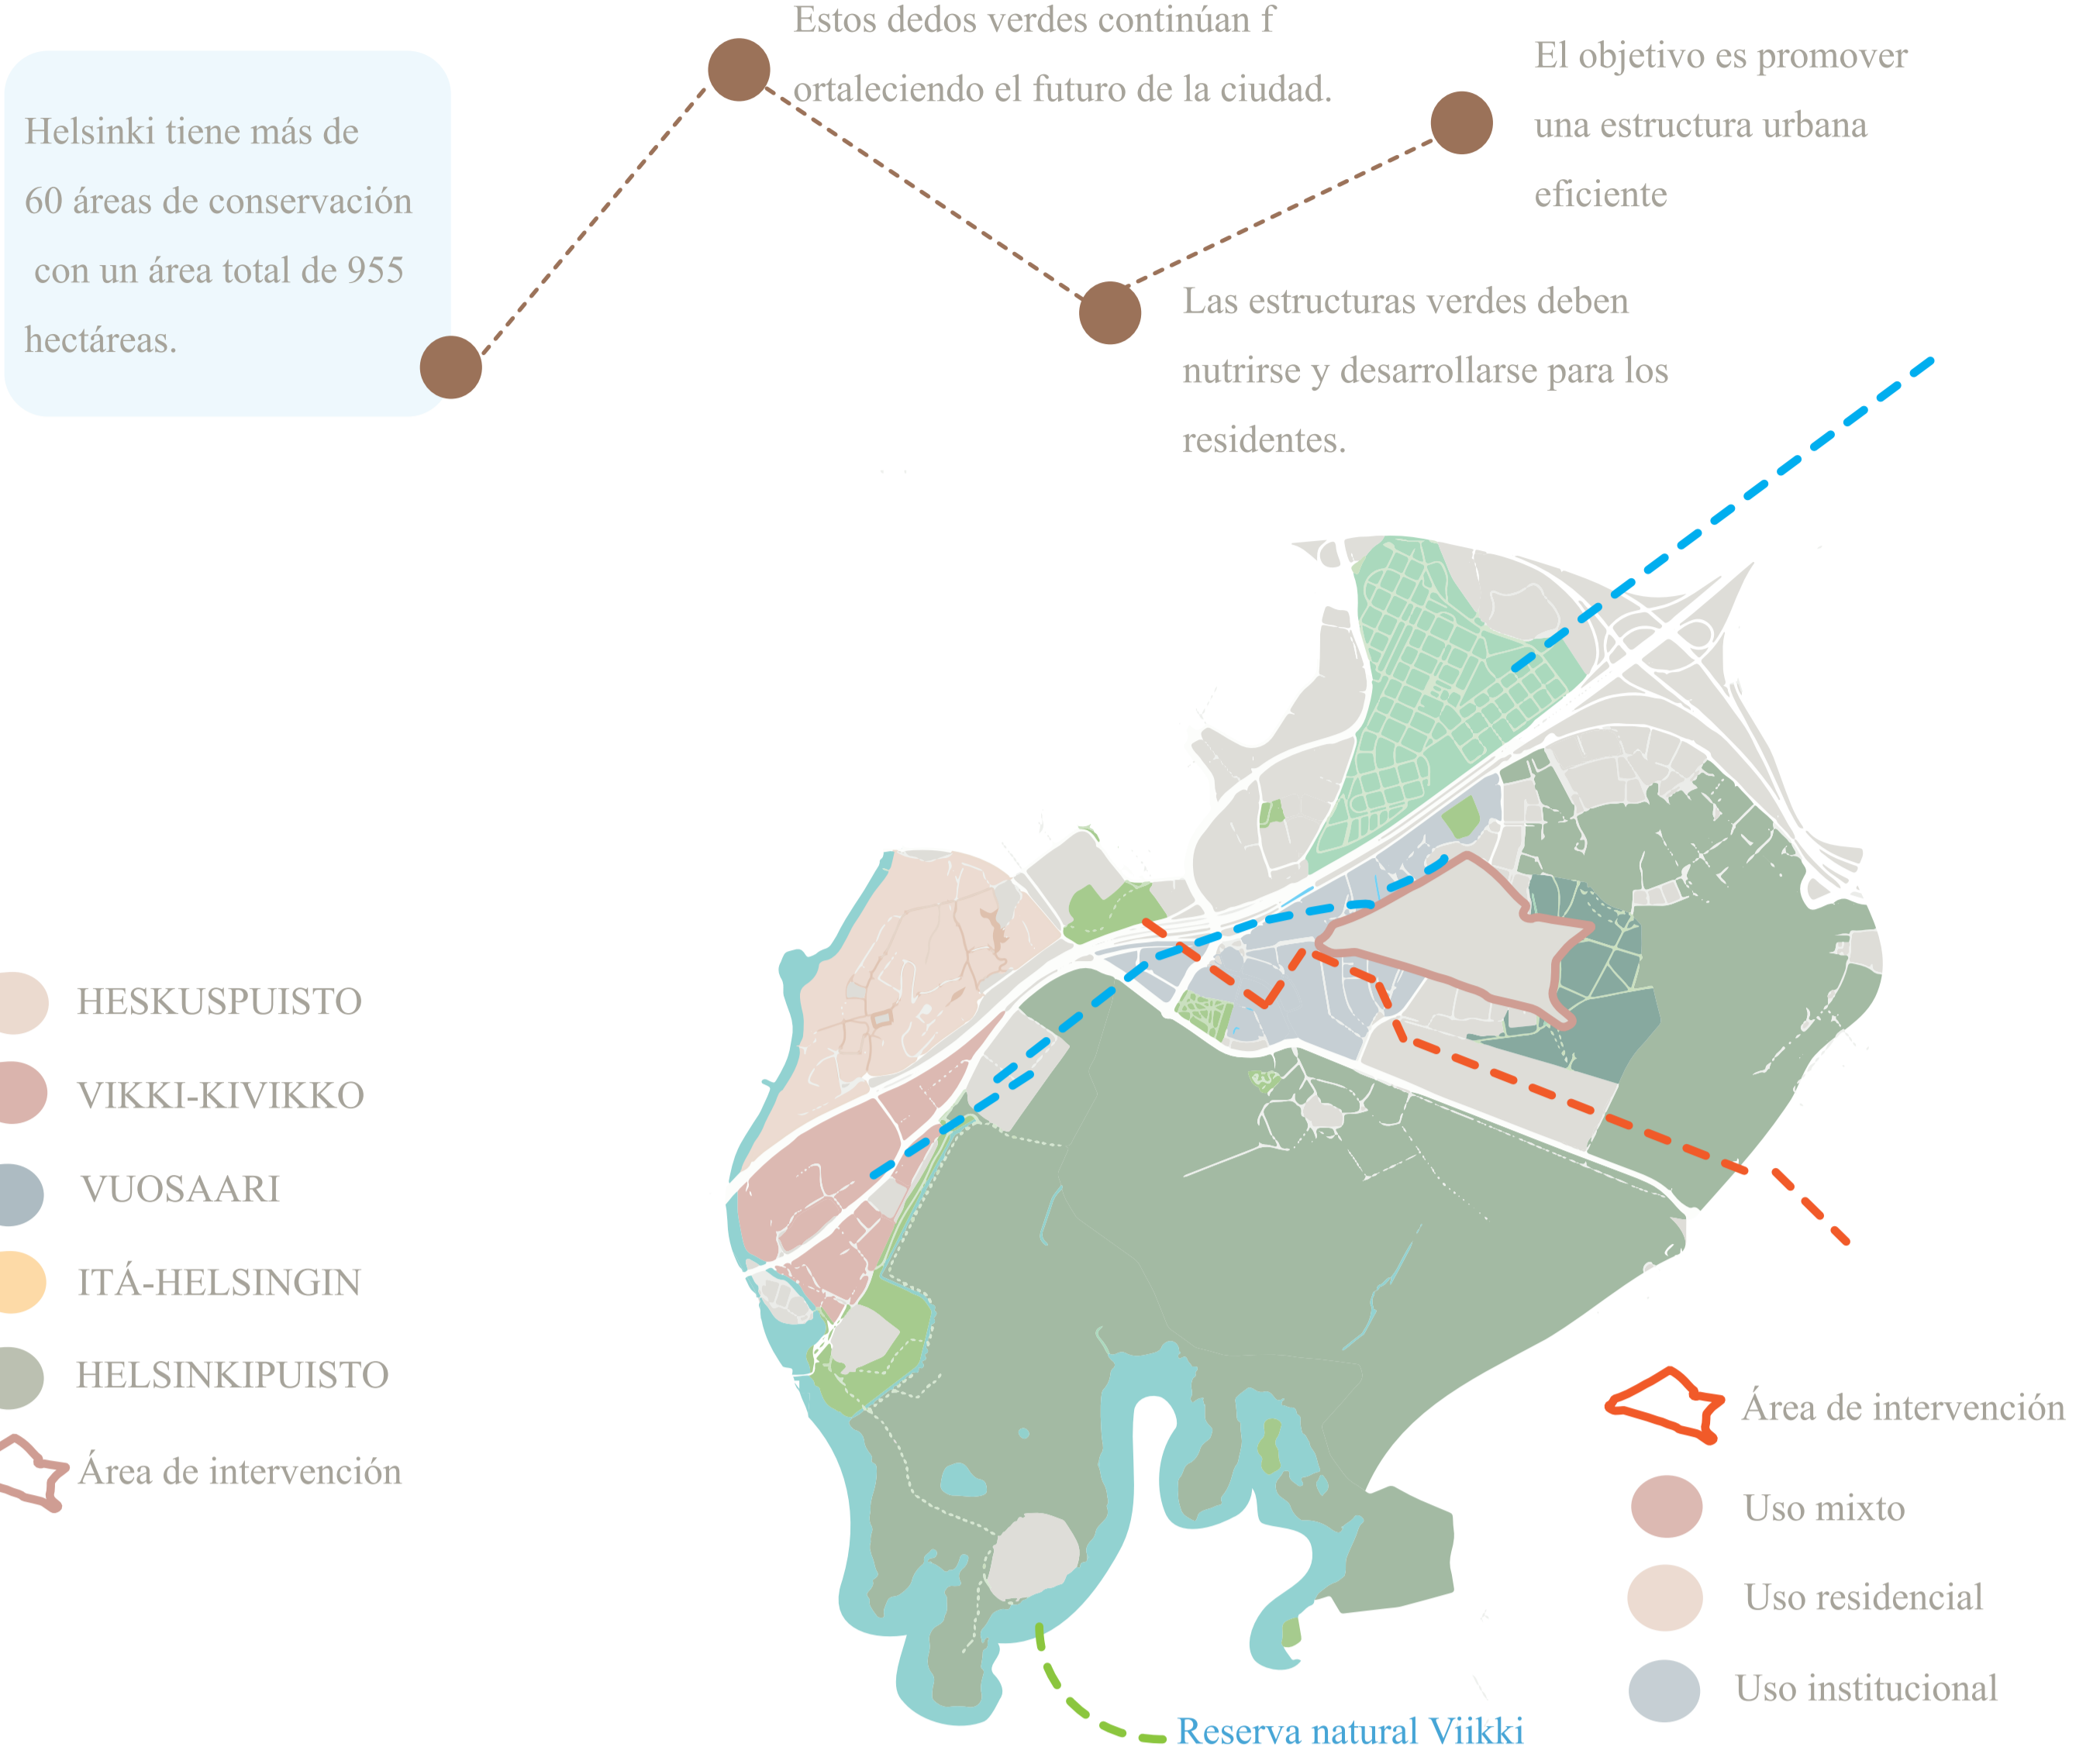 Helsinki tiene más de
60 áreas de conservación
con un área total de 955
hectáreas.
Estos dedos verdes continúan f
ortaleciendo el futuro de la ciudad.
Las estructuras verdes deben
nutrirse y desarrollarse para los
residentes.
El objetivo es promover
una estructura urbana
eficiente
HESKUSPUISTO
VIKKI-KIVIKKO
VUOSAARI
ITÁ-HELSINGIN
HELSINKIPUISTO
Área de intervención
Área de intervención
Uso mixto
Uso residencial
Uso institucional
Reserva natural Viikki